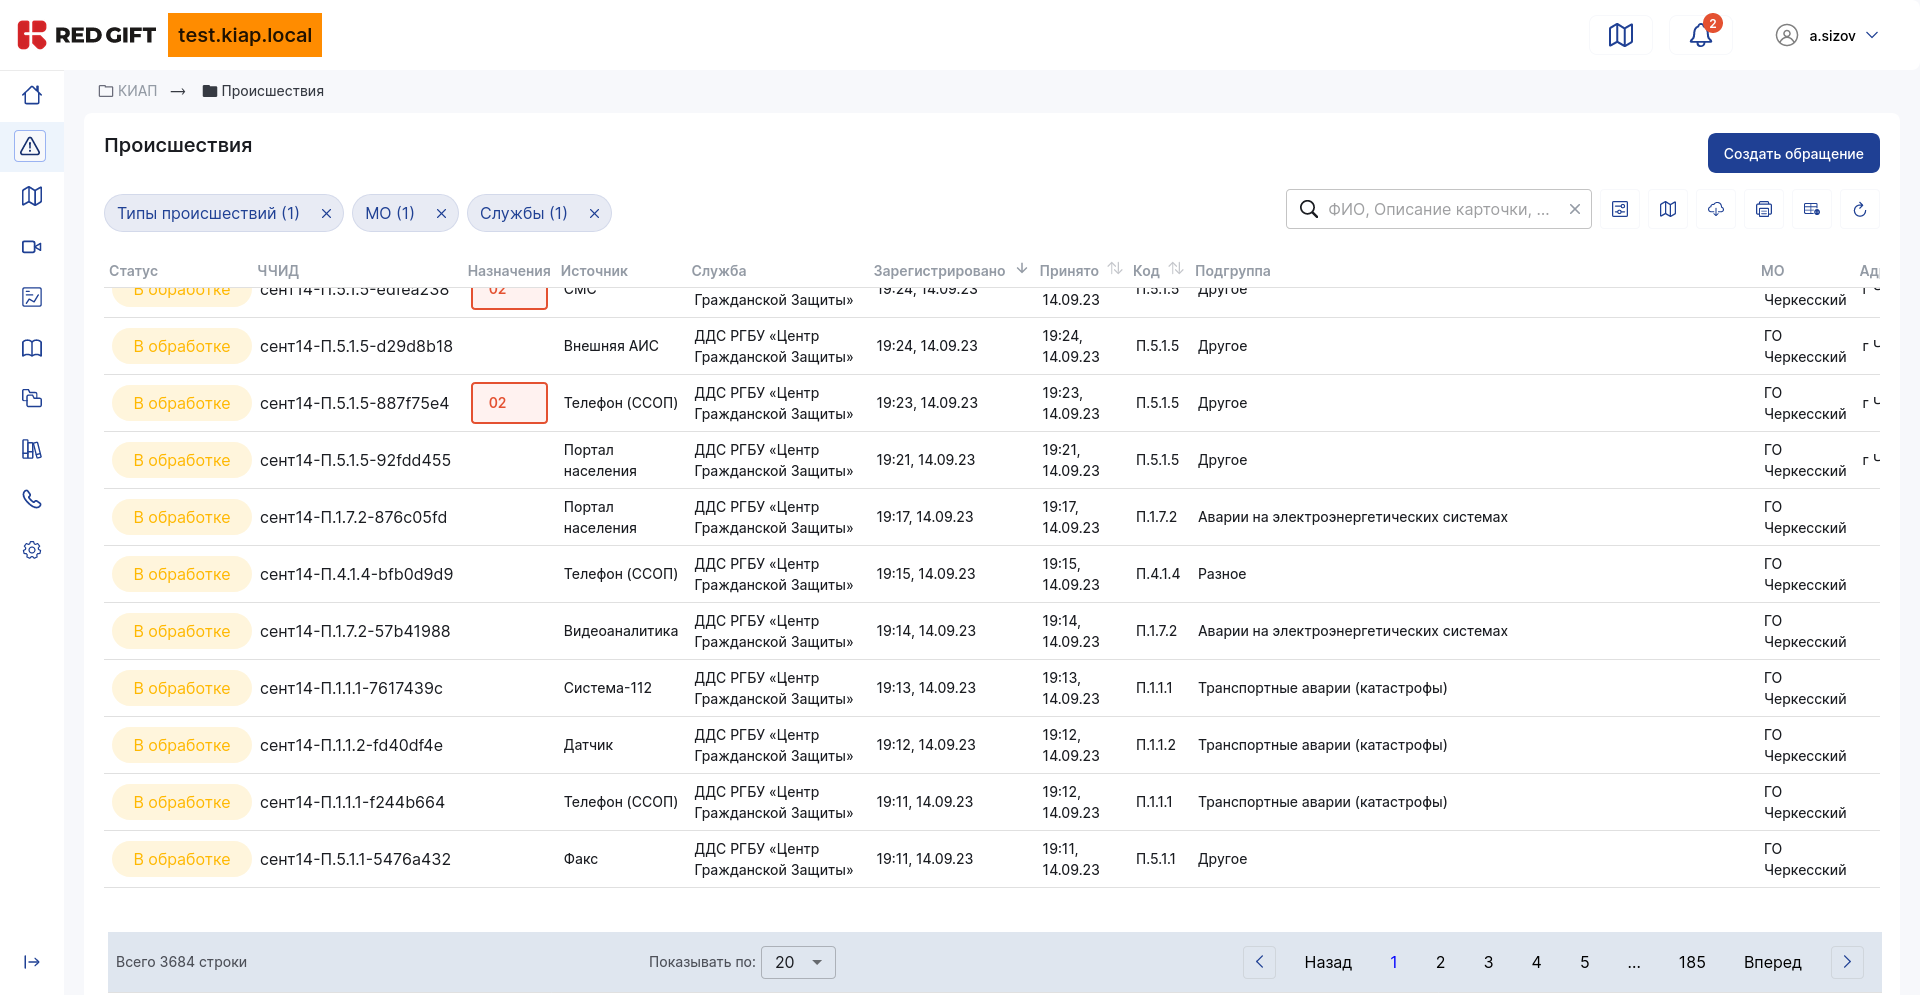 RED GIFT test.kiap.local 2 a.sizov
КИАП → Происшествия
Происшествия
Создать обращение
Типы происшествий (1) МО (1) Службы (1) ФИО, Описание карточки, ...
Статус ЧЧИД Назначения Источник Служба Зарегистрировано Принято Код Подгруппа МО
В обработке сент14-П.5.1.5-edfea238 02 СМС Гражданской Защиты» 19:24, 14.09.23 14.09.23 П.5.1.5 Другое Черкесский г
ДДС РГБУ «Центр 19:24, ГО
В обработке сент14-П.5.1.5-d29d8b18 Внешняя АИС 19:24, 14.09.23 П.5.1.5 Другое г Ч
Гражданской Защиты» 14.09.23 Черкесский
ДДС РГБУ «Центр 19:23, ГО
В обработке сент14-П.5.1.5-887f75e4 02 Телефон (ССОП) 19:23, 14.09.23 П.5.1.5 Другое г Ч
Гражданской Защиты» 14.09.23 Черкесский
Портал ДДС РГБУ «Центр 19:21, ГО
В обработке сент14-П.5.1.5-92fdd455 19:21, 14.09.23 П.5.1.5 Другое г Ч
населения Гражданской Защиты» 14.09.23 Черкесский
Портал ДДС РГБУ «Центр 19:17, ГО
В обработке сент14-П.1.7.2-876c05fd 19:17, 14.09.23 П.1.7.2 Аварии на электроэнергетических системах
населения Гражданской Защиты» 14.09.23 Черкесский
ДДС РГБУ «Центр 19:15, ГО
В обработке сент14-П.4.1.4-bfb0d9d9 Телефон (ССОП) 19:15, 14.09.23 П.4.1.4 Разное
Гражданской Защиты» 14.09.23 Черкесский
ДДС РГБУ «Центр 19:14, ГО
В обработке сент14-П.1.7.2-57b41988 Видеоаналитика 19:14, 14.09.23 П.1.7.2 Аварии на электроэнергетических системах
Гражданской Защиты» 14.09.23 Черкесский
ДДС РГБУ «Центр 19:13, ГО
В обработке сент14-П.1.1.1-7617439c Система-112 19:13, 14.09.23 П.1.1.1 Транспортные аварии (катастрофы)
Гражданской Защиты» 14.09.23 Черкесский
ДДС РГБУ «Центр 19:12, ГО
В обработке сент14-П.1.1.2-fd40df4e Датчик 19:12, 14.09.23 П.1.1.2 Транспортные аварии (катастрофы)
Гражданской Защиты» 14.09.23 Черкесский
ДДС РГБУ «Центр 19:12, ГО
В обработке сент14-П.1.1.1-f244b664 Телефон (ССОП) 19:11, 14.09.23 П.1.1.1 Транспортные аварии (катастрофы)
Гражданской Защиты» 14.09.23 Черкесский
ДДС РГБУ «Центр 19:11, ГО
В обработке сент14-П.5.1.1-5476a432 Факс 19:11, 14.09.23 П.5.1.1 Другое
Гражданской Защиты» 14.09.23 Черкесский
Всего 3684 строки Показывать по: 20 Назад 1 2 3 4 5 ... 185 Вперед